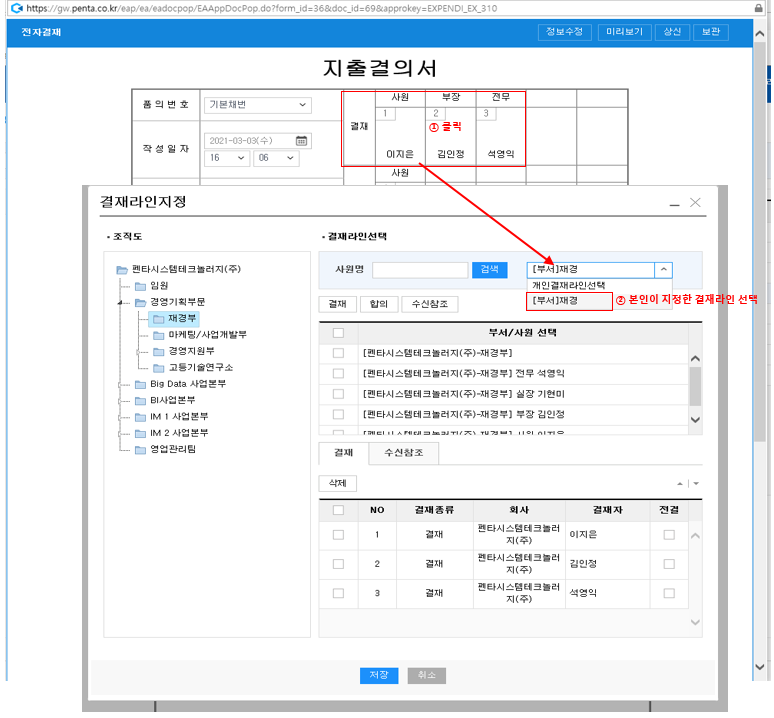 https://gw.penta.co.kr/eap/ea/eadocpop/EAAppDocPop.do?form_id=36&doc_id=69&approkey=EXPENDI_EX_310
전자결재
정보수정 미리보기 상신 보관
지출결의서
품 의 번 호 기본채번
결재 사원 부장 전무
1 2 3
① 클릭
작 성 일 자 2021-03-03(수)
16 06
이지은 김인정 석영익
사원
결재라인지정
• 조직도
• 결재라인선택
펜타시스템테크놀러지(주)
임원
경영기획부문
재경부
마케팅/사업개발부
경영지원부
고등기술연구소
Big Data 사업본부
BI사업본부
IM 1 사업본부
IM 2 사업본부
영업관리팀
사원명 검색 [부서]재경
개인결재라인선택
[부서]재경
② 본인이 지정한 결재라인 선택
결재 합의 수신참조
부서/사원 선택
[펜타시스템테크놀러지(주)-재경부]
[펜타시스템테크놀러지(주)-재경부] 전무 석영익
[펜타시스템테크놀러지(주)-재경부] 실장 기현미
[펜타시스템테크놀러지(주)-재경부] 부장 김인정
[펜타시스템테크놀러지(주)-재경부] 사원 이지은
결재 수신참조
삭제
NO 결재종류 회사 결재자 전결
1 결재 펜타시스템테크놀러지(주) 이지은
2 결재 펜타시스템테크놀러지(주) 김인정
3 결재 펜타시스템테크놀러지(주) 석영익
저장 취소